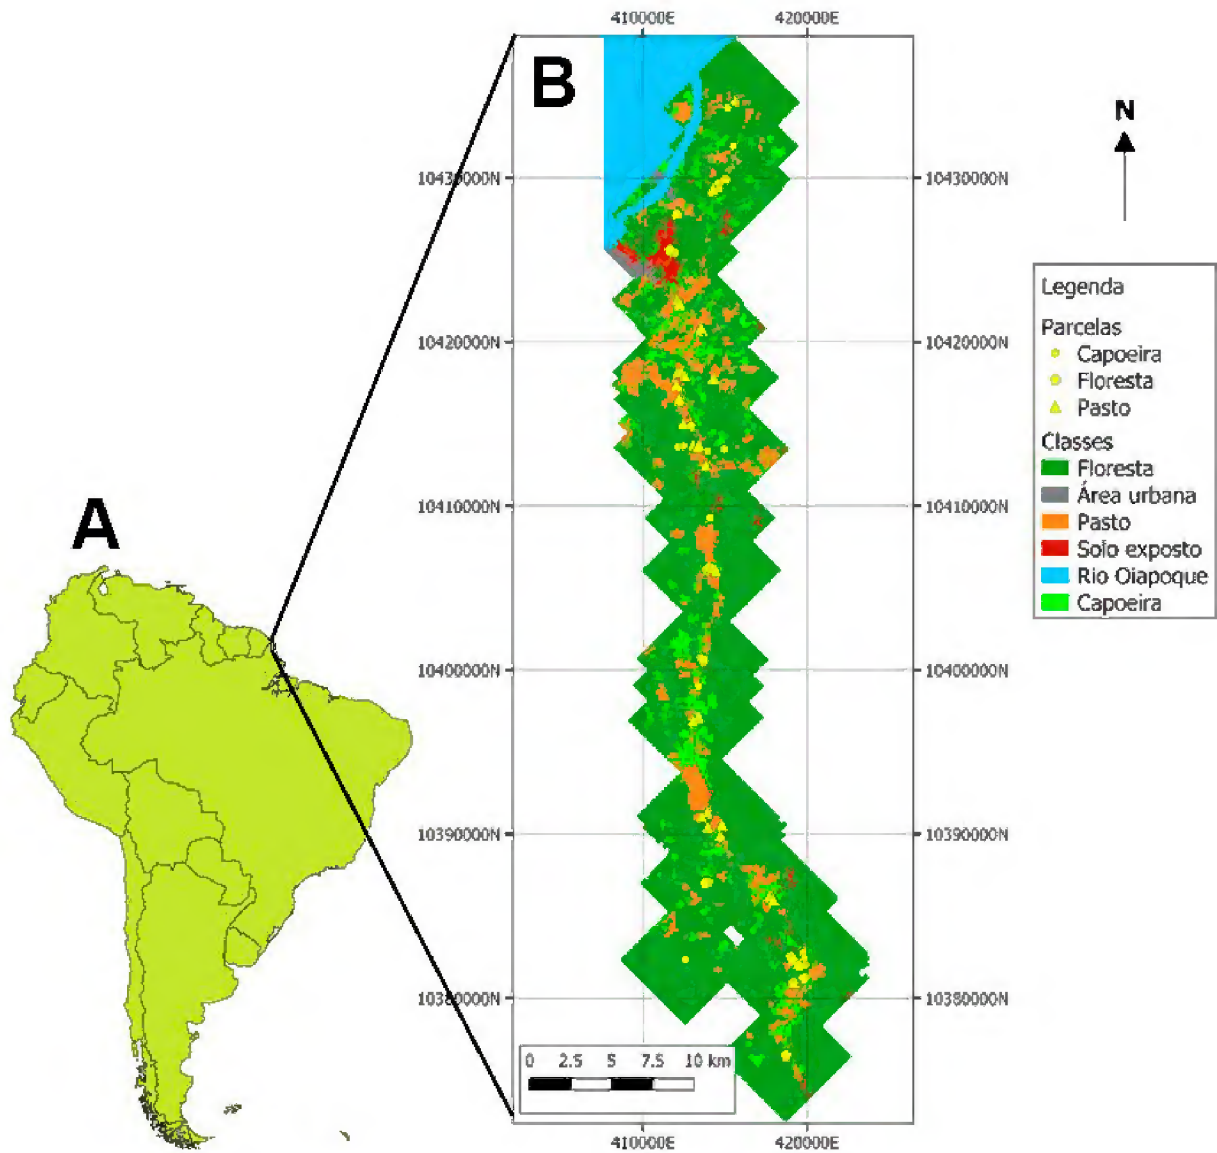 410000E 420000E
B
N
10430000N 10430000N
Legenda
Parcelas
Capoeira
Floresta
Pasto
Classes
Floresta
Área urbana
Pasto
Solo exposto
Rio Oiapoque
Capoeira
10420000N 10420000N
10410000N 10410000N
A
10400000N 10400000N
10390000N 10390000N
10380000N 10380000N
0 2.5 5 7.5 10 km
410000E 420000E